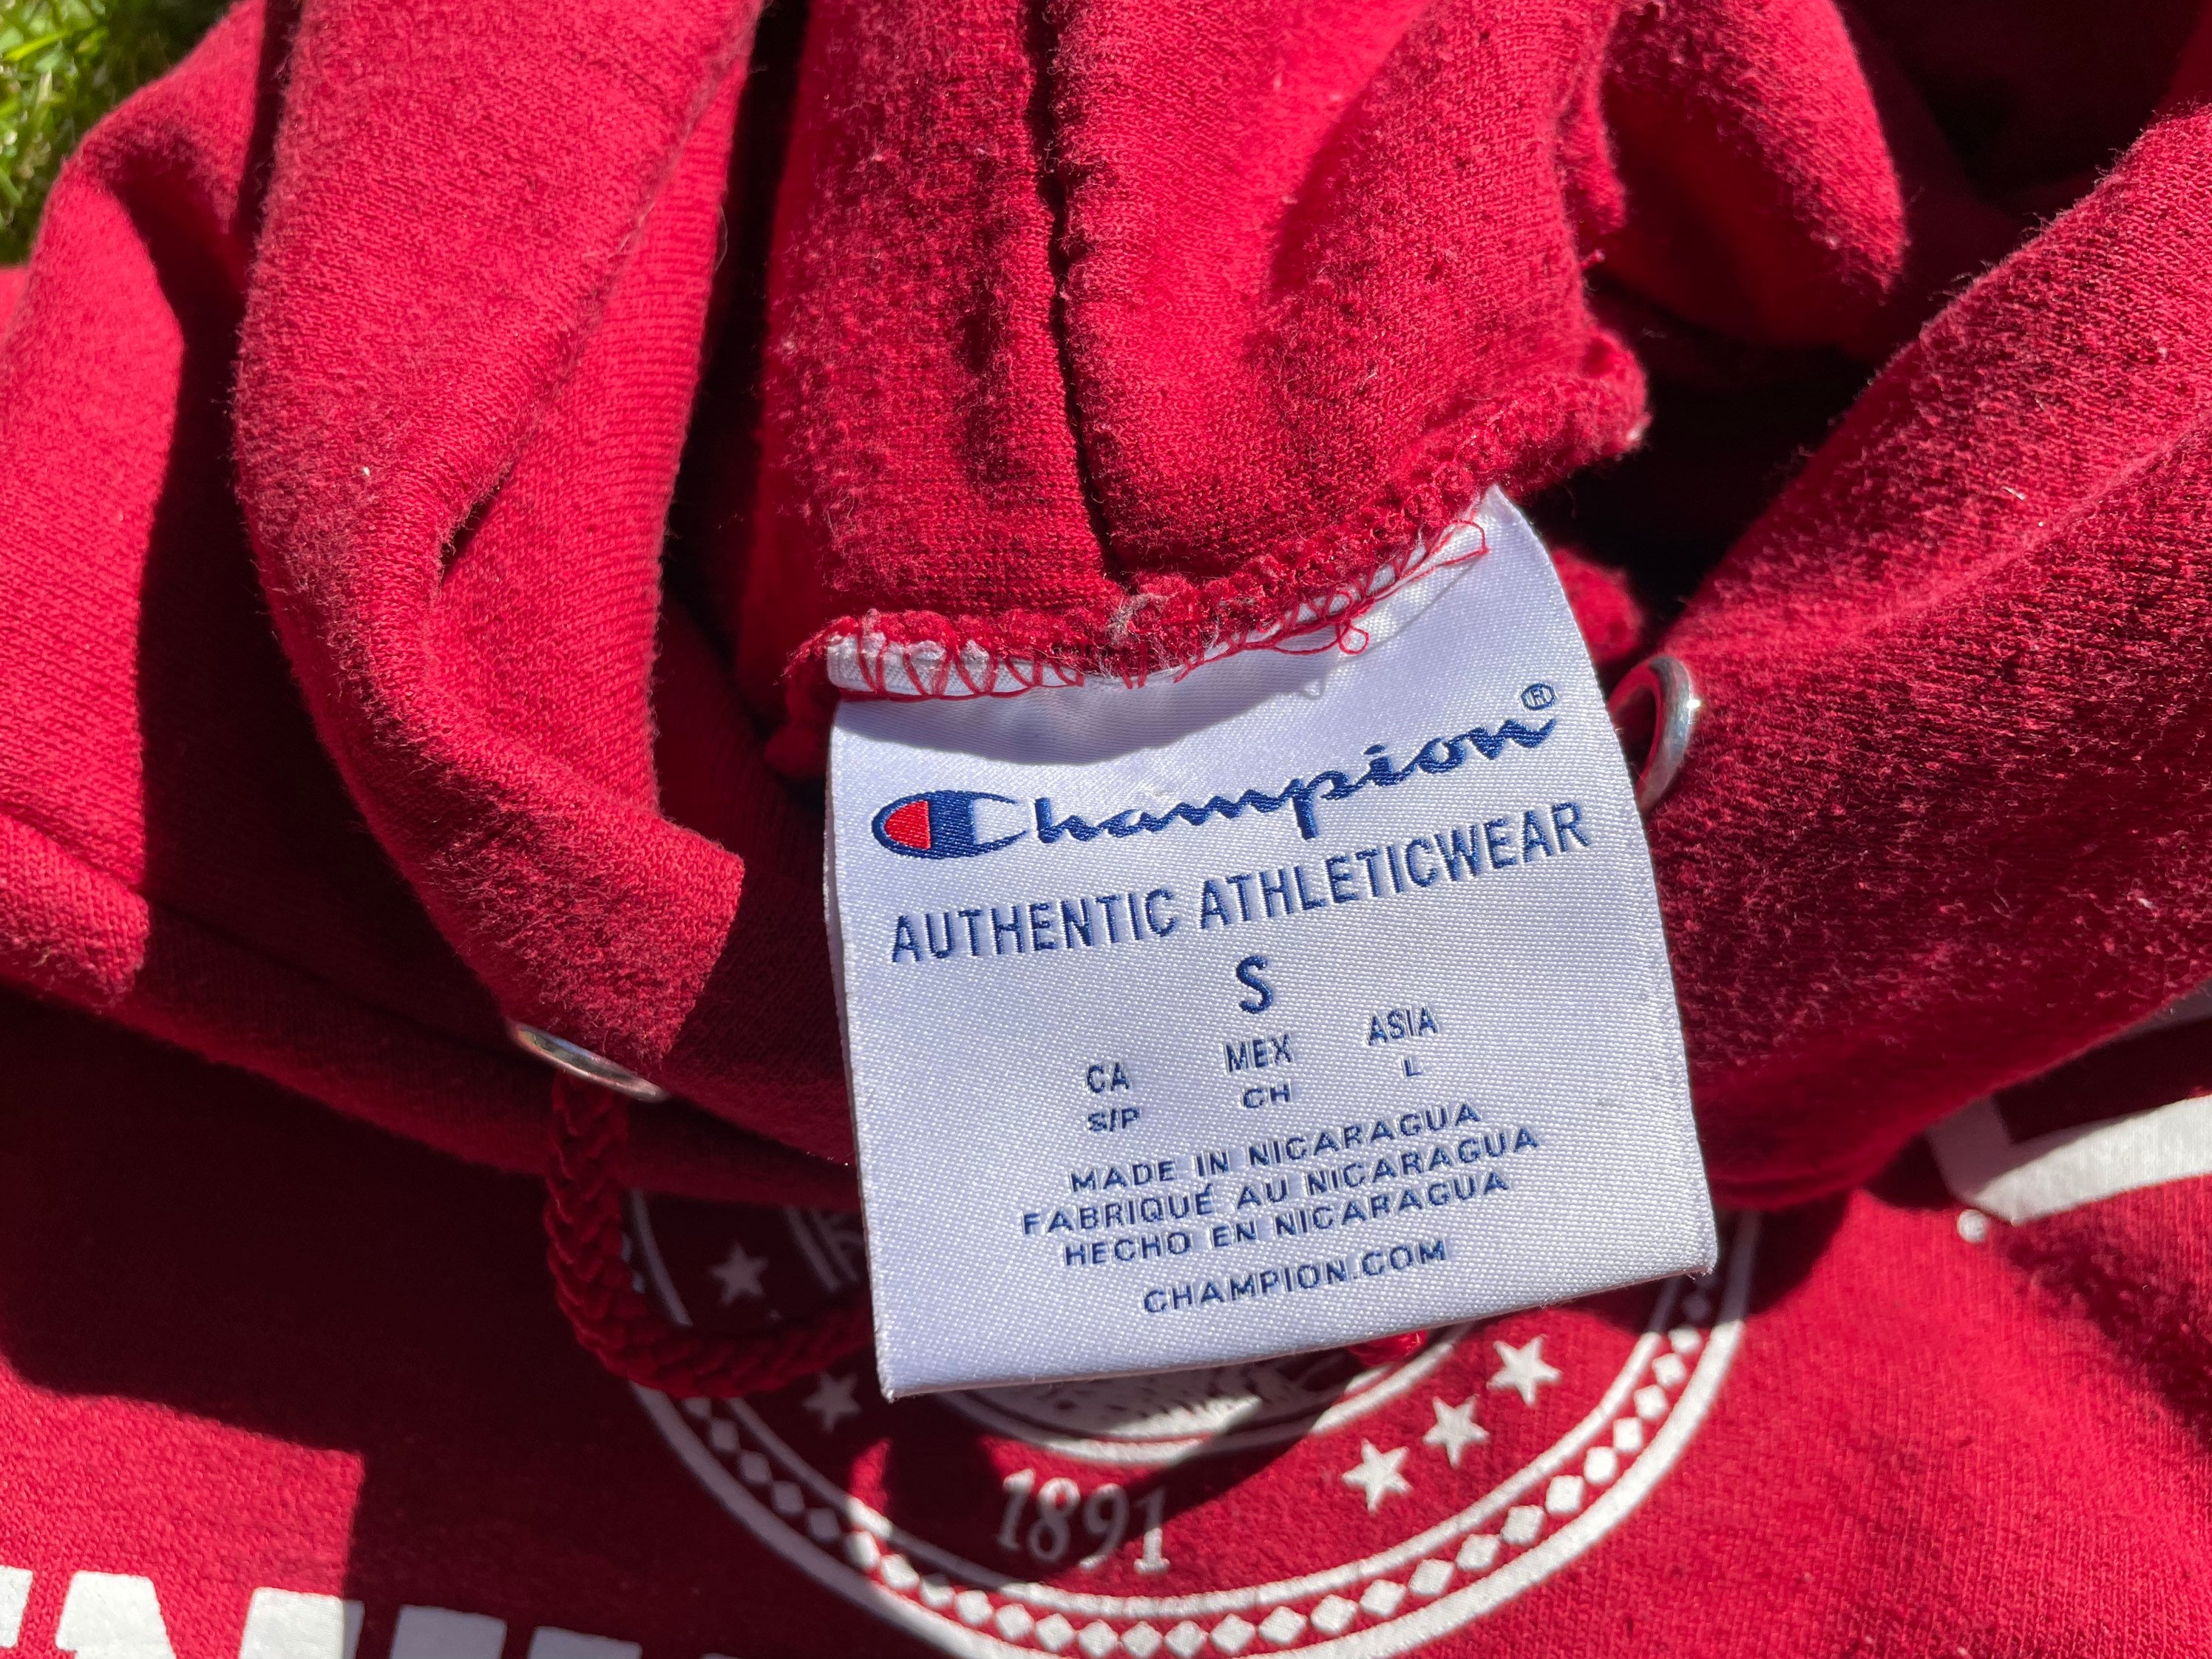 Champion®
AUTHENTIC ATHLETICWEAR
S
CA MEX ASIA
S/P CH L
MADE IN NICARAGUA
FABRIQUÉ AU NICARAGUA
HECHO EN NICARAGUA
CHAMPION.COM
1891